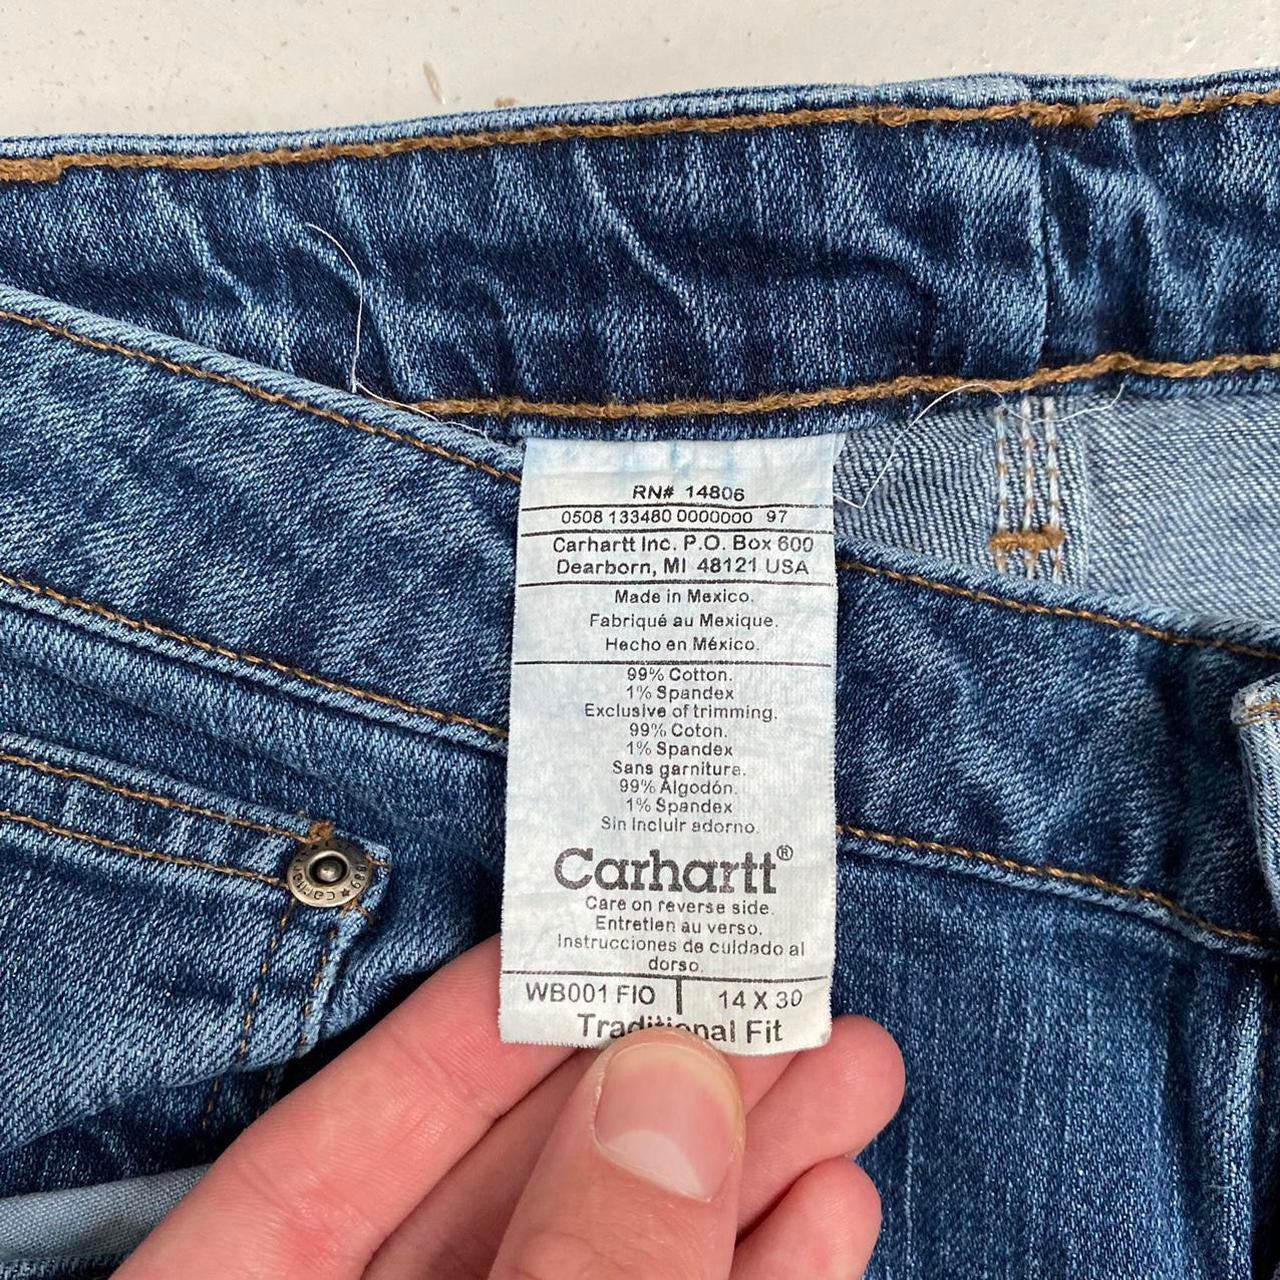 RN# 14806
0508 133480 0000000 97
Carhartt Inc. P.O. Box 600
Dearborn, MI 48121 USA
Made in Mexico.
Fabriqué au Mexique.
Hecho en México.
99% Cotton.
1% Spandex
Exclusive of trimming.
99% Coton.
1% Spandex
Sans garniture.
99% Algodón.
1% Spandex
Sin Incluir adorno.
Carhartt®
Care on reverse side.
Entretien au verso.
Instrucciones de cuidado al
dorso.
WB001 FIO 14 X 30
Traditional Fit
Carhartt ★ 1889 ★